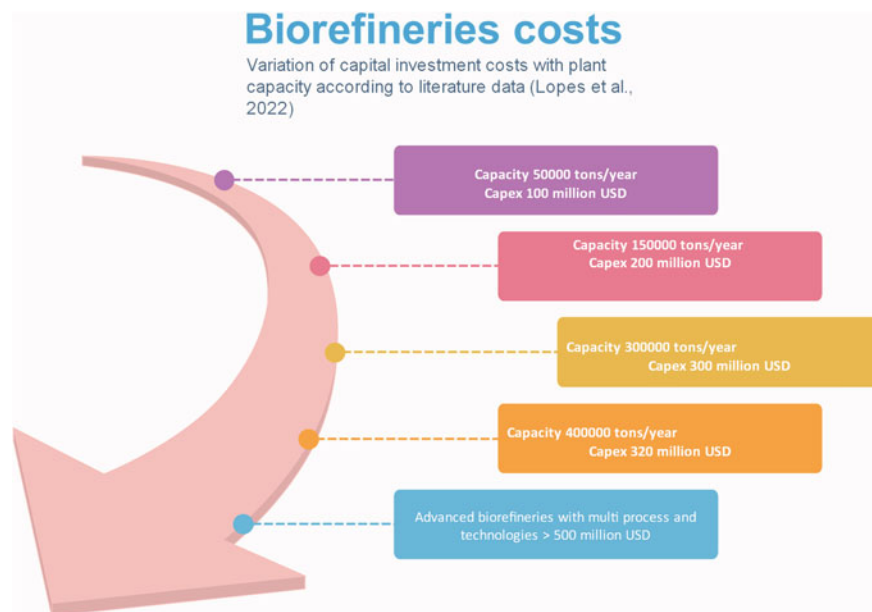 Biorefineries costs
Variation of capital investment costs with plant
capacity according to literature data (Lopes et al.,
2022)
Capacity 50000 tons/year
Capex 100 million USD
Capacity 150000 tons/year
Capex 200 million USD
Capacity 300000 tons/year
Capex 300 million USD
Capacity 400000 tons/year
Capex 320 million USD
Advanced biorefineries with multi process and
technologies > 500 million USD